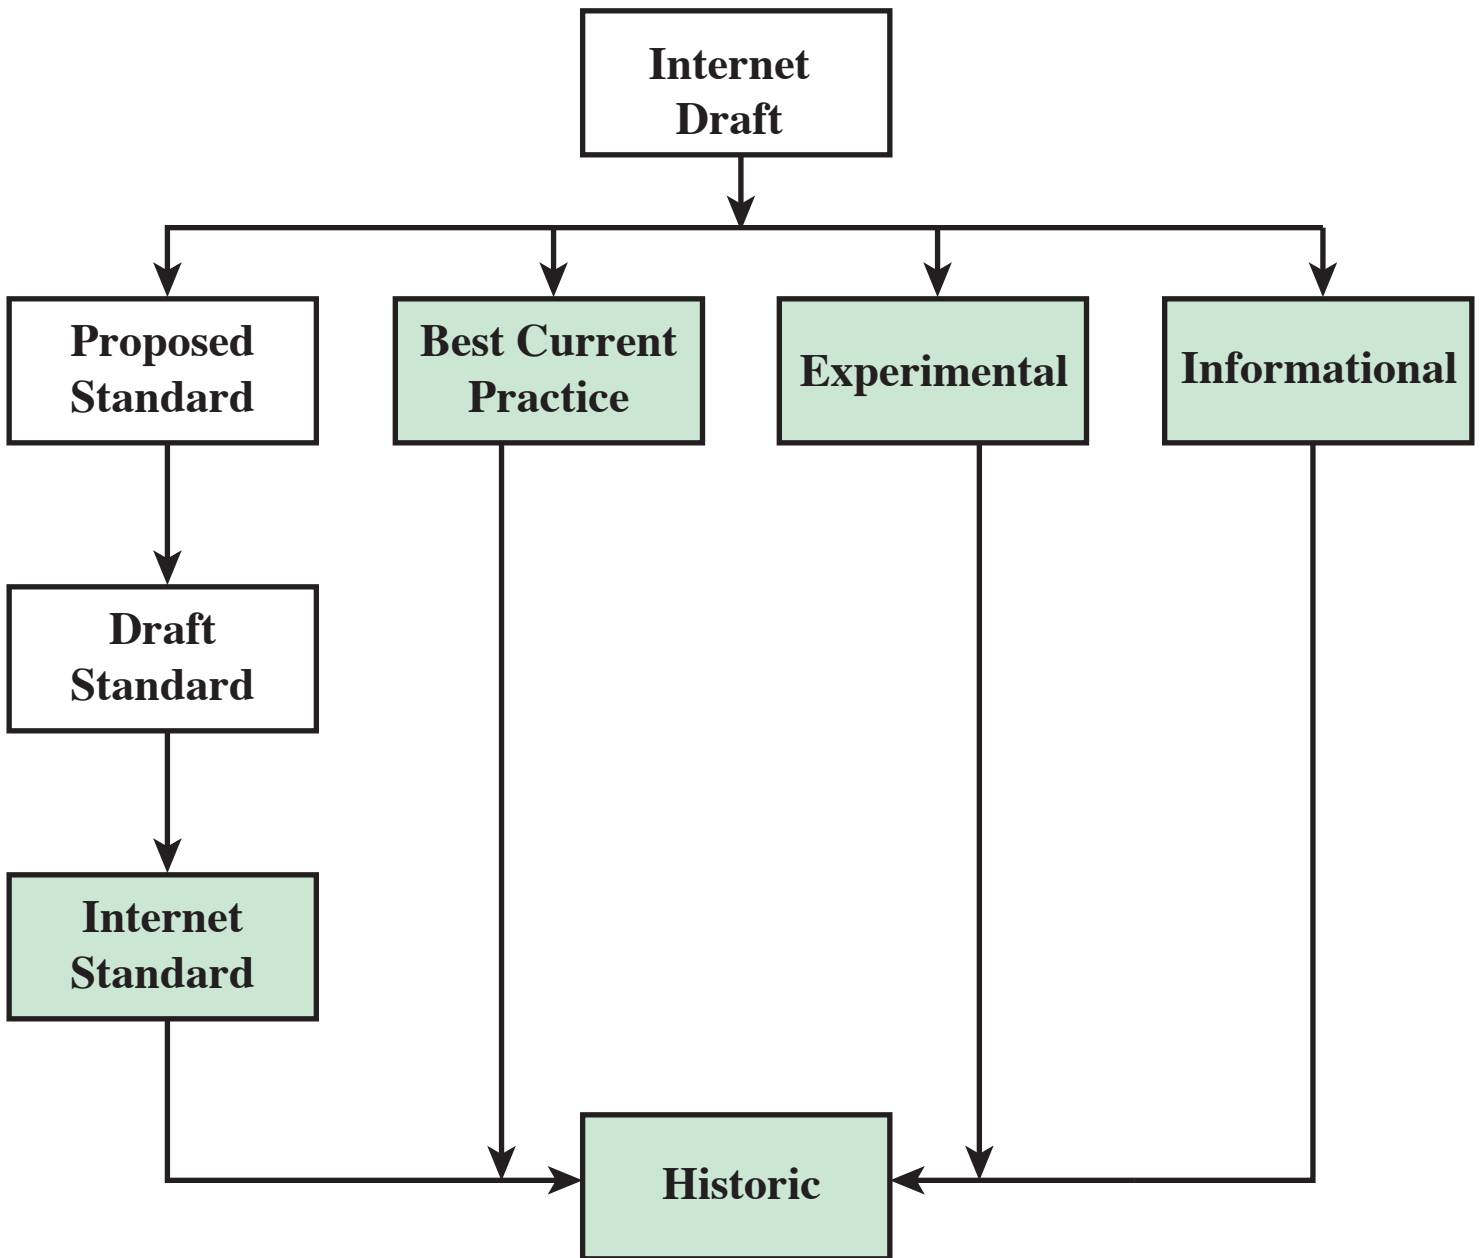 Internet
Draft
Proposed
Standard
Best Current
Practice
Experimental
Informational
Draft
Standard
Internet
Standard
Historic